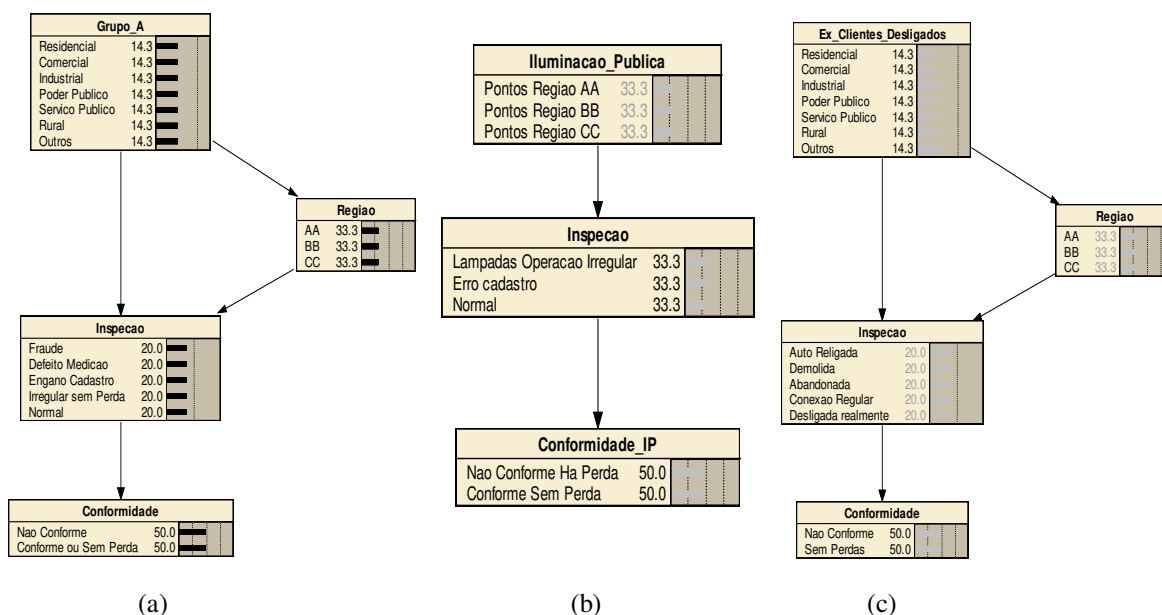 Grupo_A
Residencial 14.3
Comercial 14.3
Industrial 14.3
Poder Publico 14.3
Servico Publico 14.3
Rural 14.3
Outros 14.3
Regiao
AA 33.3
BB 33.3
CC 33.3
Inspecao
Fraude 20.0
Defeito Medicao 20.0
Engano Cadastro 20.0
Irregular sem Perda 20.0
Normal 20.0
Conformidade
Nao Conforme 50.0
Conforme ou Sem Perda 50.0
(a)
Iluminacao_Publica
Pontos Regiao AA 33.3
Pontos Regiao BB 33.3
Pontos Regiao CC 33.3
Inspecao
Lampadas Operacao Irregular 33.3
Erro cadastro 33.3
Normal 33.3
Conformidade_IP
Nao Conforme Ha Perda 50.0
Conforme Sem Perda 50.0
(b)
Ex_Clientes_Desligados
Residencial 14.3
Comercial 14.3
Industrial 14.3
Poder Publico 14.3
Servico Publico 14.3
Rural 14.3
Outros 14.3
Regiao
AA 33.3
BB 33.3
CC 33.3
Inspecao
Auto Religada 20.0
Demolida 20.0
Abandonada 20.0
Conexao Regular 20.0
Desligada realmente 20.0
Conformidade
Nao Conforme 50.0
Sem Perdas 50.0
(c)